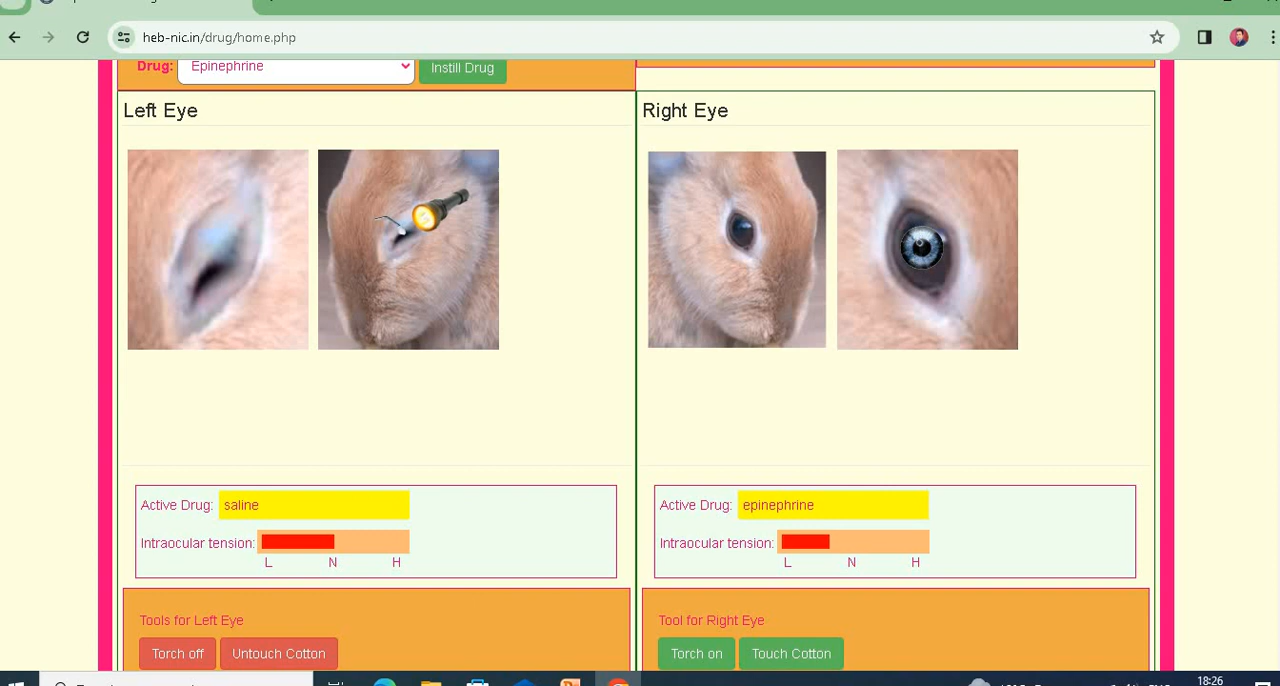 heb-nic.in/drug/home.php
Drug: Epinephrine Instill Drug
Left Eye
Right Eye
Active Drug: saline
Intraocular tension:
L N H
Active Drug: epinephrine
Intraocular tension:
L N H
Tools for Left Eye
Torch off Untouch Cotton
Tool for Right Eye
Torch on Touch Cotton
18:26